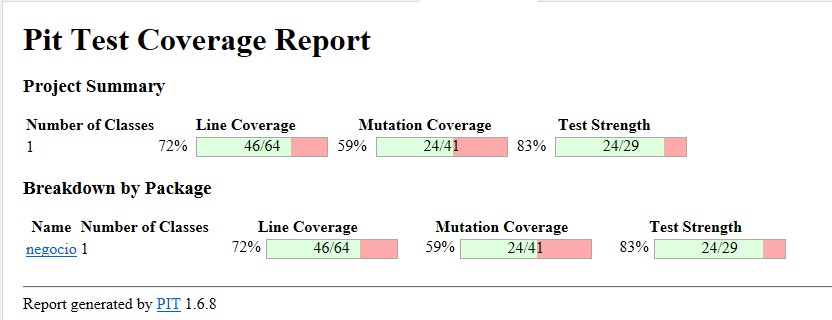 Pit Test Coverage Report
Project Summary
Number of Classes Line Coverage Mutation Coverage Test Strength
1 72% 46/64 59% 24/41 83% 24/29
Breakdown by Package
Name Number of Classes Line Coverage Mutation Coverage Test Strength
negocio 1 72% 46/64 59% 24/41 83% 24/29
Report generated by PIT 1.6.8